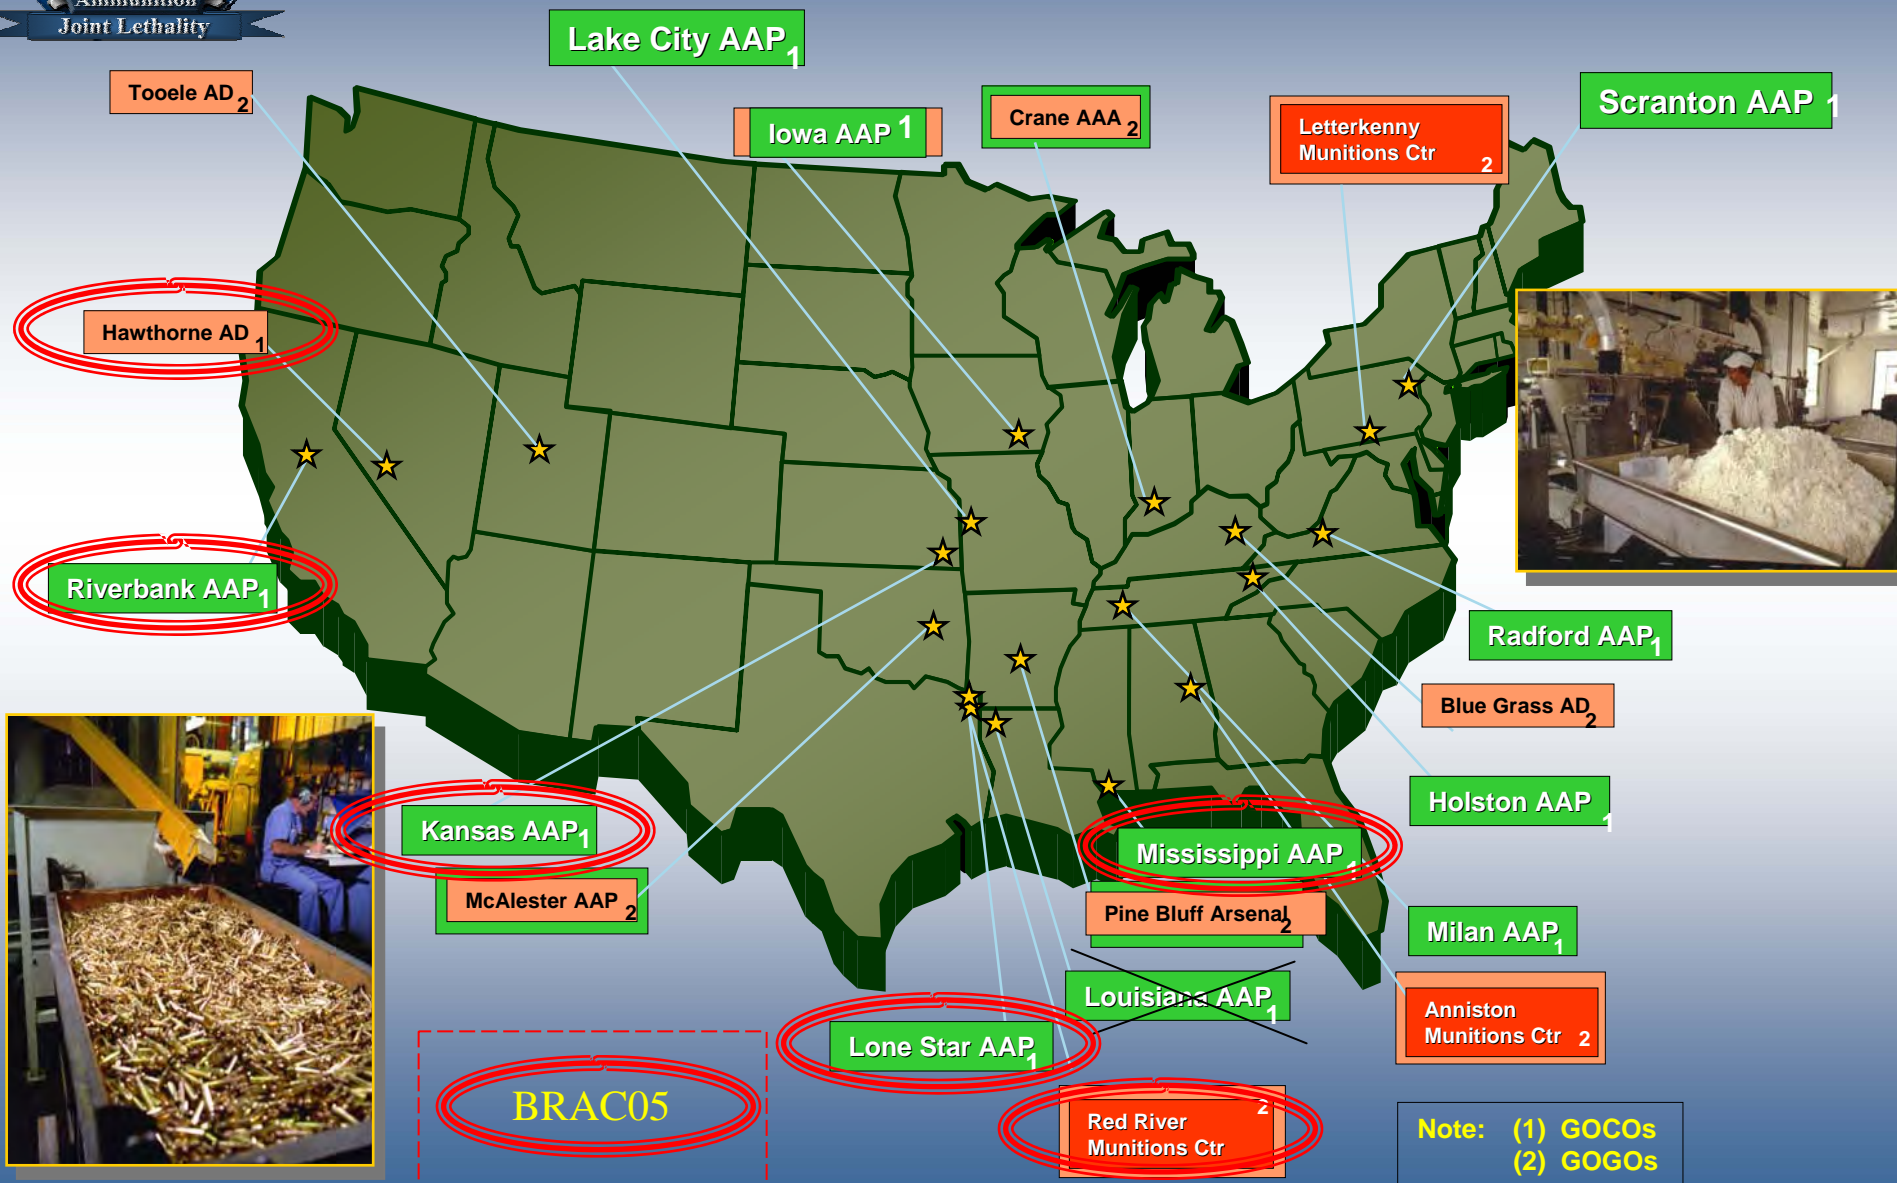 Ammunition
Joint Lethality
Lake City AAP 1
Tooele AD 2
Iowa AAP 1
Crane AAA 2
Letterkenny
Munitions Ctr 2
Scranton AAP 1
Hawthorne AD 1
Riverbank AAP 1
Radford AAP 1
Blue Grass AD 2
Holston AAP 1
Kansas AAP 1
Mississippi AAP 1
McAlester AAP 2
Pine Bluff Arsenal 2
Milan AAP 1
Louisiana AAP 1
Anniston
Munitions Ctr 2
Lone Star AAP 1
BRAC05
Red River 2
Munitions Ctr
Note: (1) GOCOs
(2) GOGOs